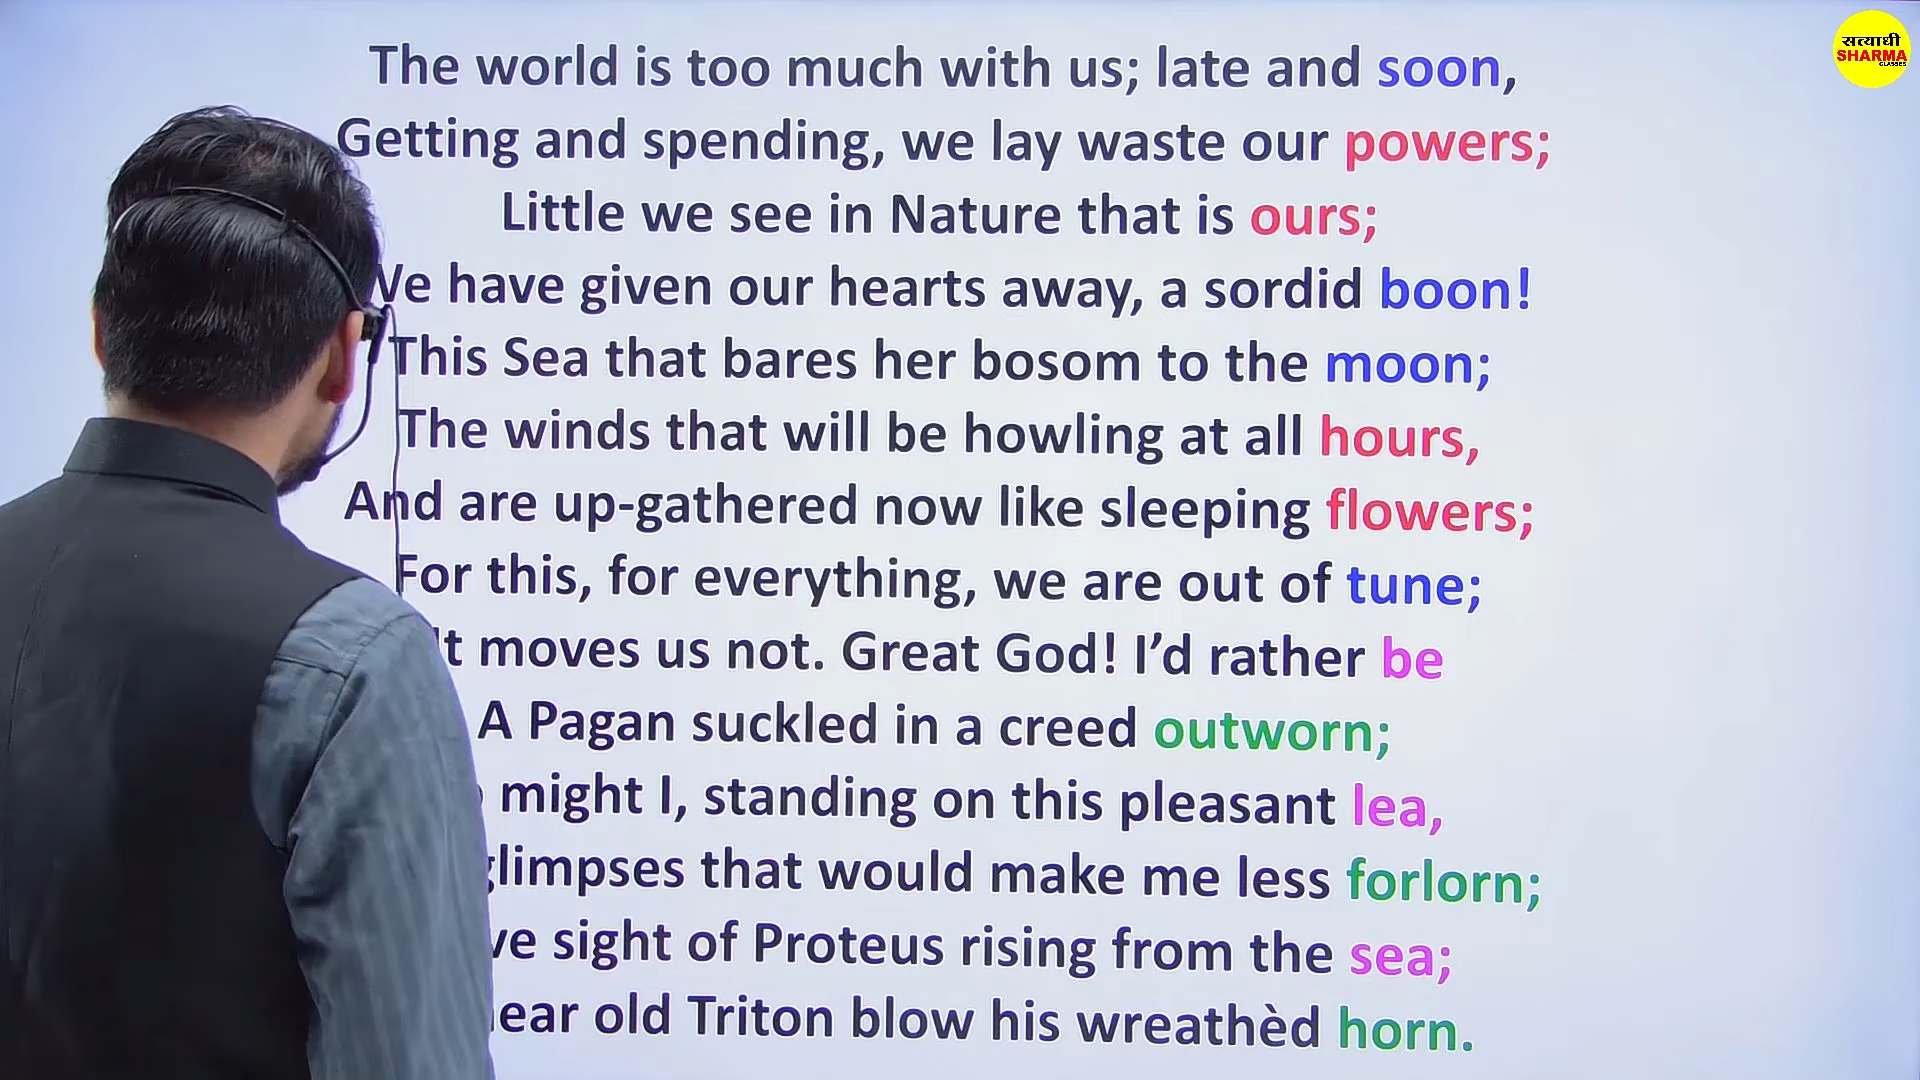 सत्याधी
SHARMA
CLASSES
The world is too much with us; late and soon,
Getting and spending, we lay waste our powers;
Little we see in Nature that is ours;
We have given our hearts away, a sordid boon!
This Sea that bares her bosom to the moon;
The winds that will be howling at all hours,
And are up-gathered now like sleeping flowers;
For this, for everything, we are out of tune;
It moves us not. Great God! I’d rather be
A Pagan suckled in a creed outworn;
might I, standing on this pleasant lea,
glimpses that would make me less forlorn;
sight of Proteus rising from the sea;
old Triton blow his wreathèd horn.